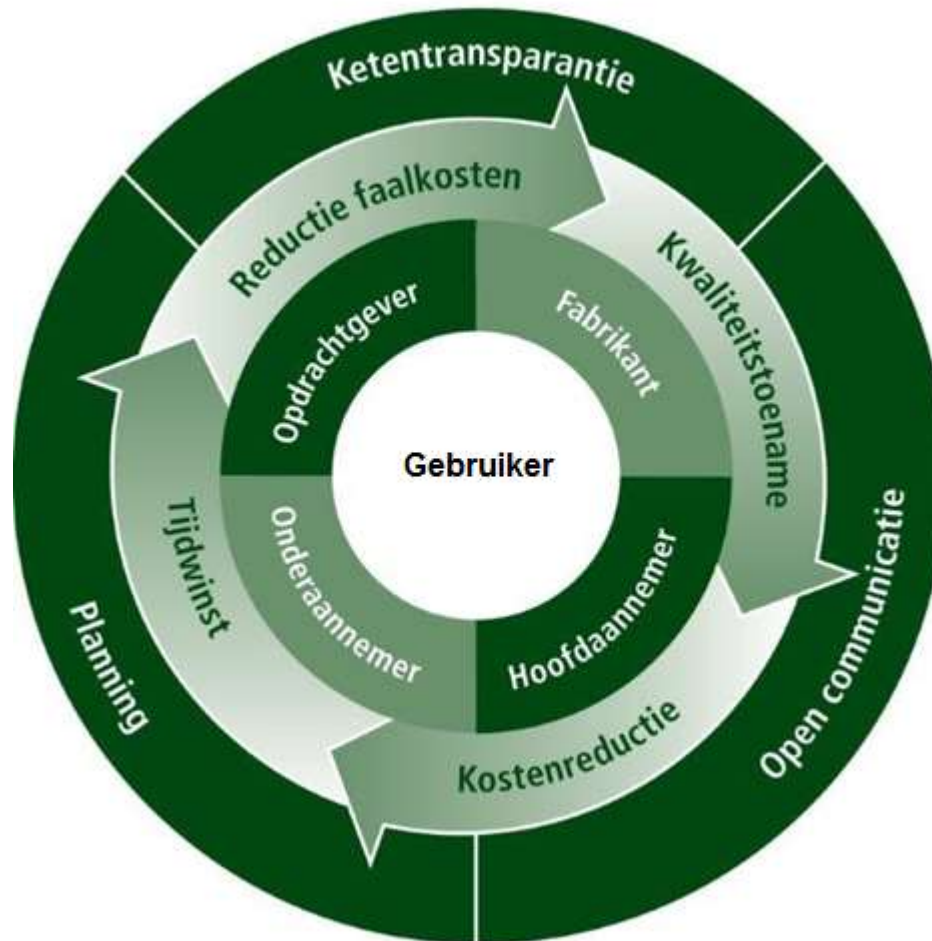 Ketentransparantie
Reductie faalkosten
Kwaliteitstoename
Opdrachtgever
Fabrikant
Gebruiker
Tijdwinst
Onderaannemer
Hoofdaannemer
Planning
Open communicatie
Kostenreductie